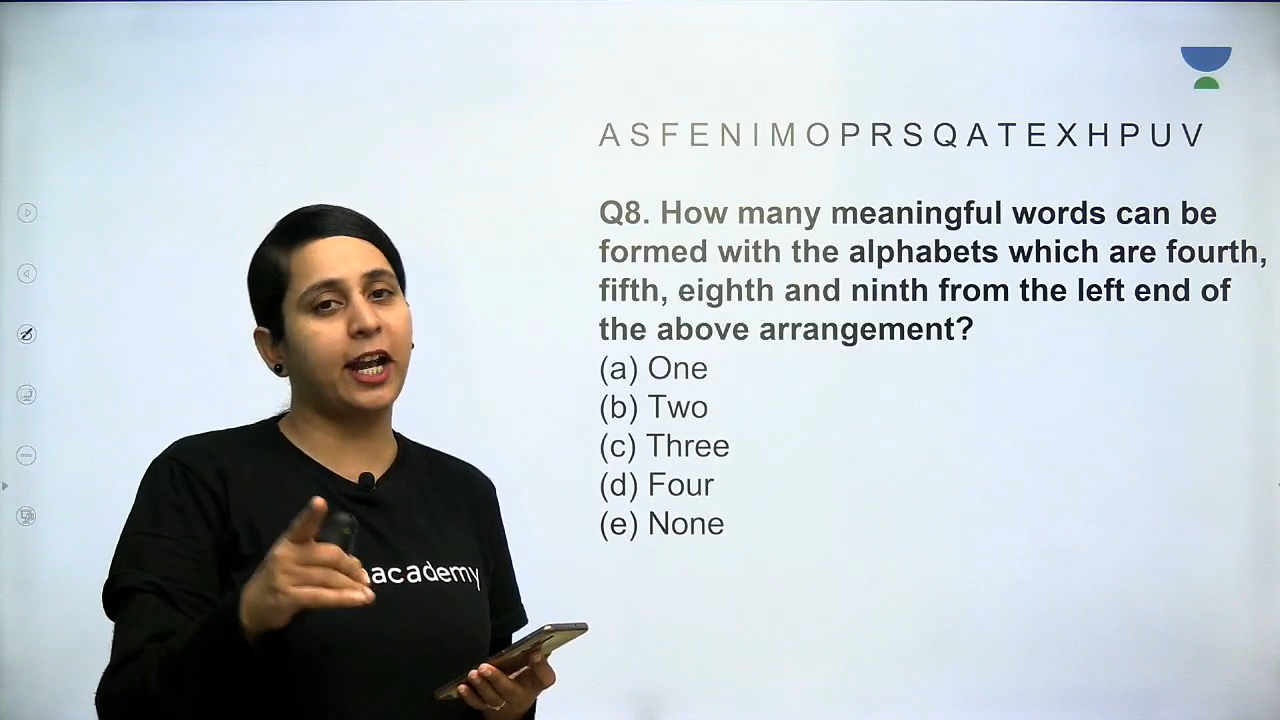 A S F E N I M O P R S Q A T E X H P U V
Q8. How many meaningful words can be
formed with the alphabets which are fourth,
fifth, eighth and ninth from the left end of
the above arrangement?
(a) One
(b) Two
(c) Three
(d) Four
(e) None
academy